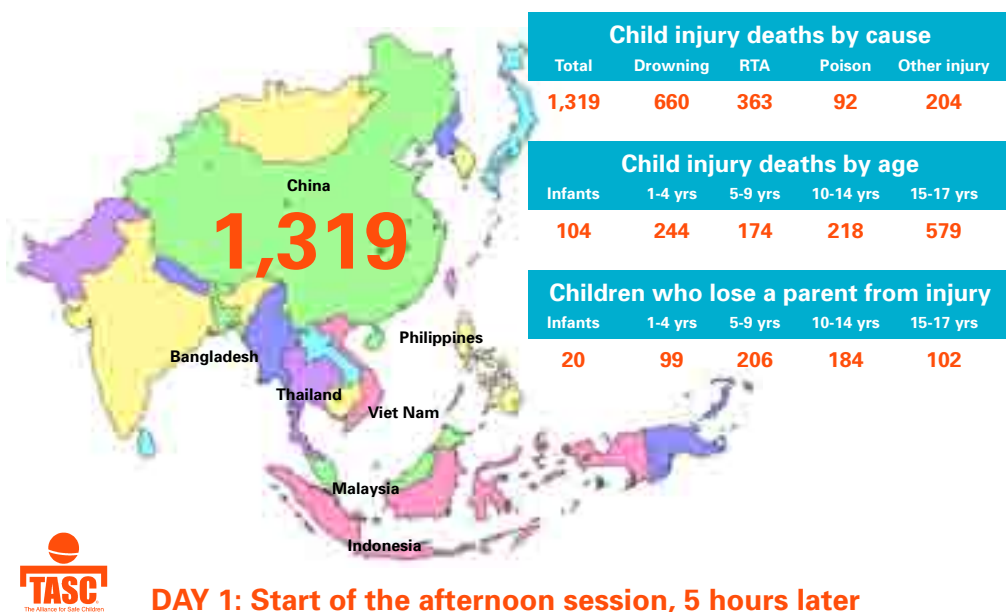 Child injury deaths by cause
Total Drowning RTA Poison Other injury
1,319 660 363 92 204
Child injury deaths by age
Infants 1-4 yrs 5-9 yrs 10-14 yrs 15-17 yrs
104 244 174 218 579
Children who lose a parent from injury
Infants 1-4 yrs 5-9 yrs 10-14 yrs 15-17 yrs
20 99 206 184 102
China
1,319
Philippines
Bangladesh
Thailand
Viet Nam
Malaysia
Indonesia
TASC
The Alliance for Safe Children
DAY 1: Start of the afternoon session, 5 hours later